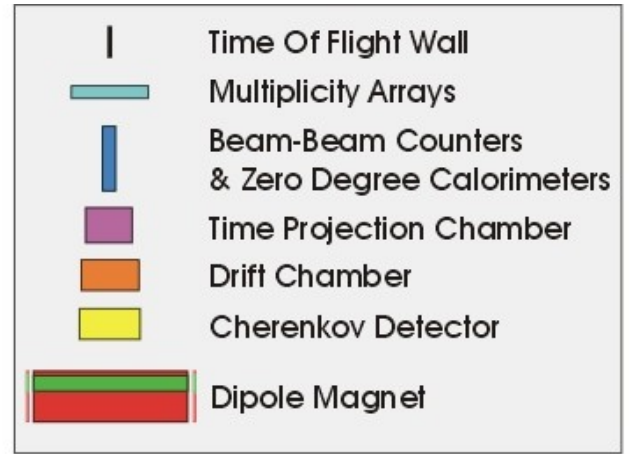 Time Of Flight Wall
Multiplicity Arrays
Beam-Beam Counters
& Zero Degree Calorimeters
Time Projection Chamber
Drift Chamber
Cherenkov Detector
Dipole Magnet